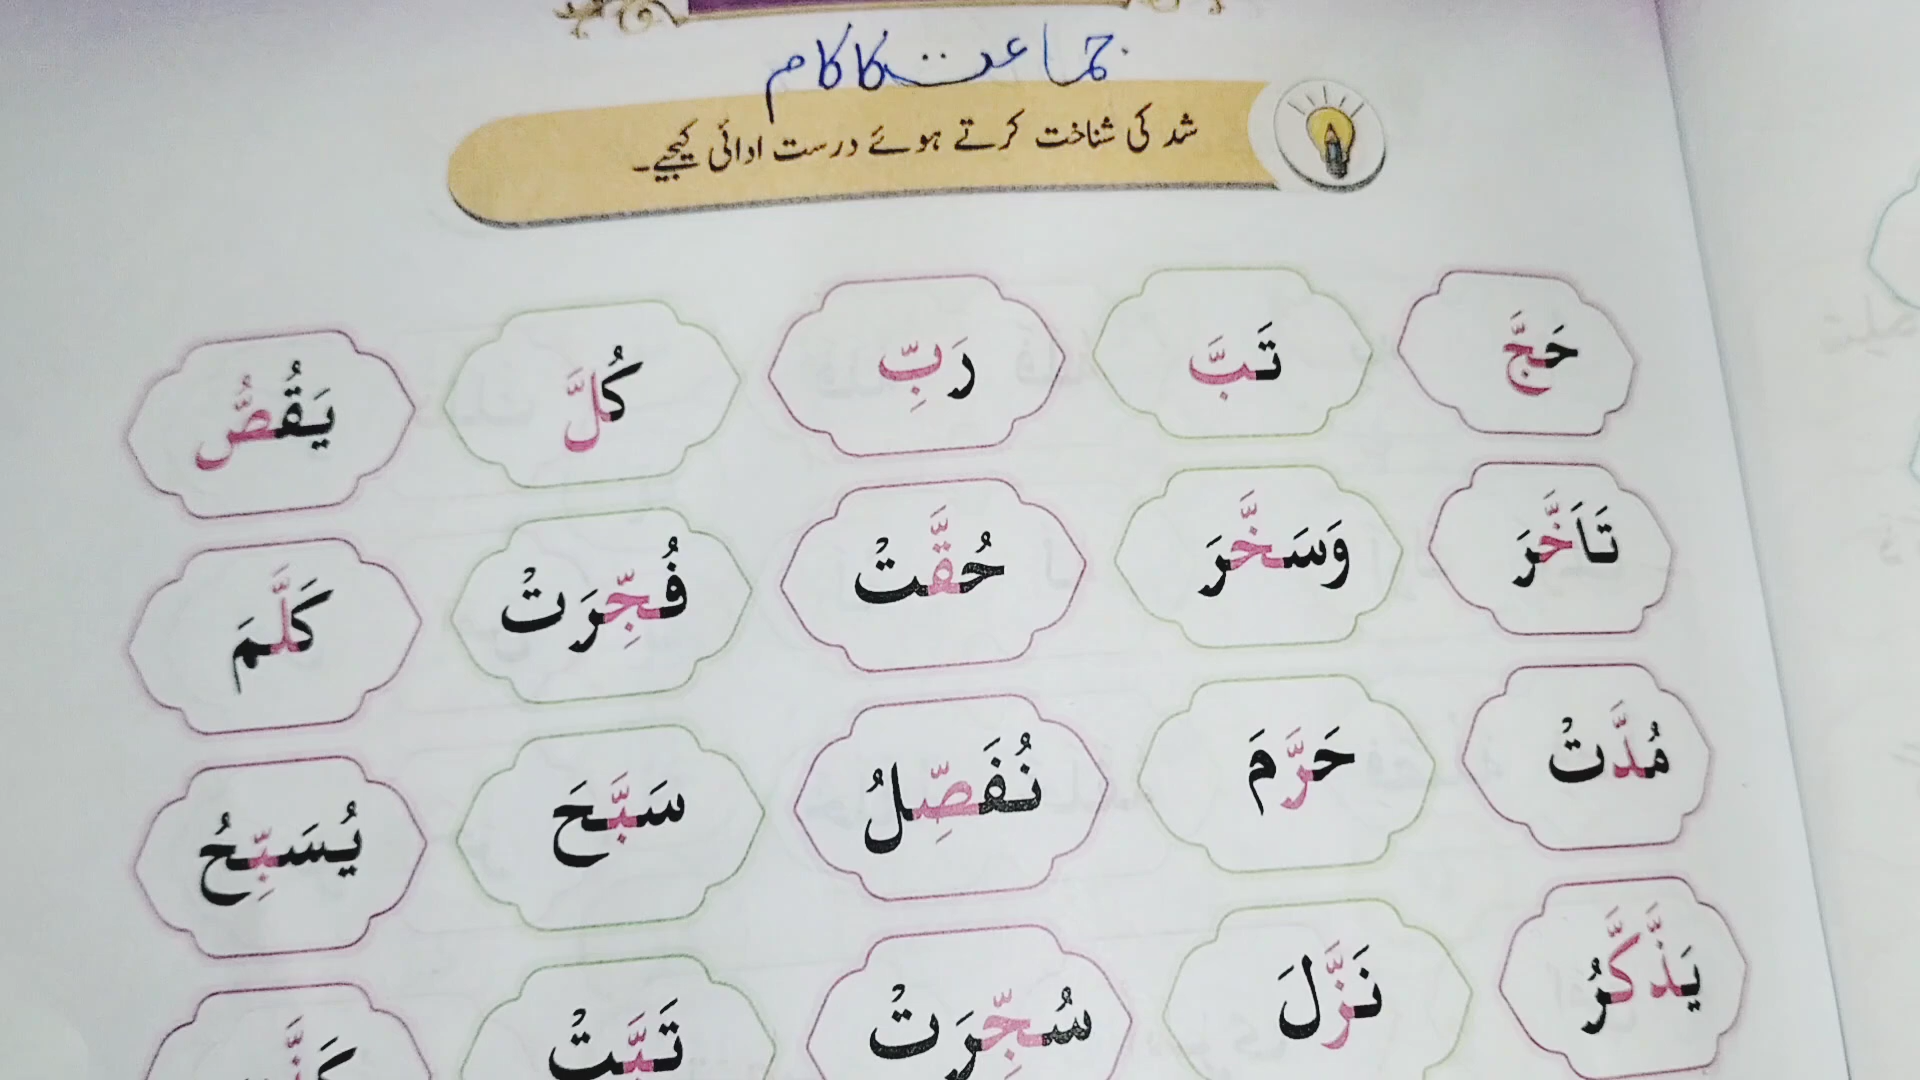 جماعت کا کام
شد کی شناخت کرتے ہوئے درست ادائی کیجیے۔
حَجَّ تَبَّ رَبِّ كُلَّ يَقُصُّ
تَاَخَّرَ وَسَخَّرَ حُقَّتْ فُجِّرَتْ كَلَّمَ
مُدَّتْ حَرَّمَ نُفَصِّلُ سَبَّحَ يُسَبِّحُ
يَذَّكَّرُ نَزَّلَ سُجِّرَتْ تَبَّتْ